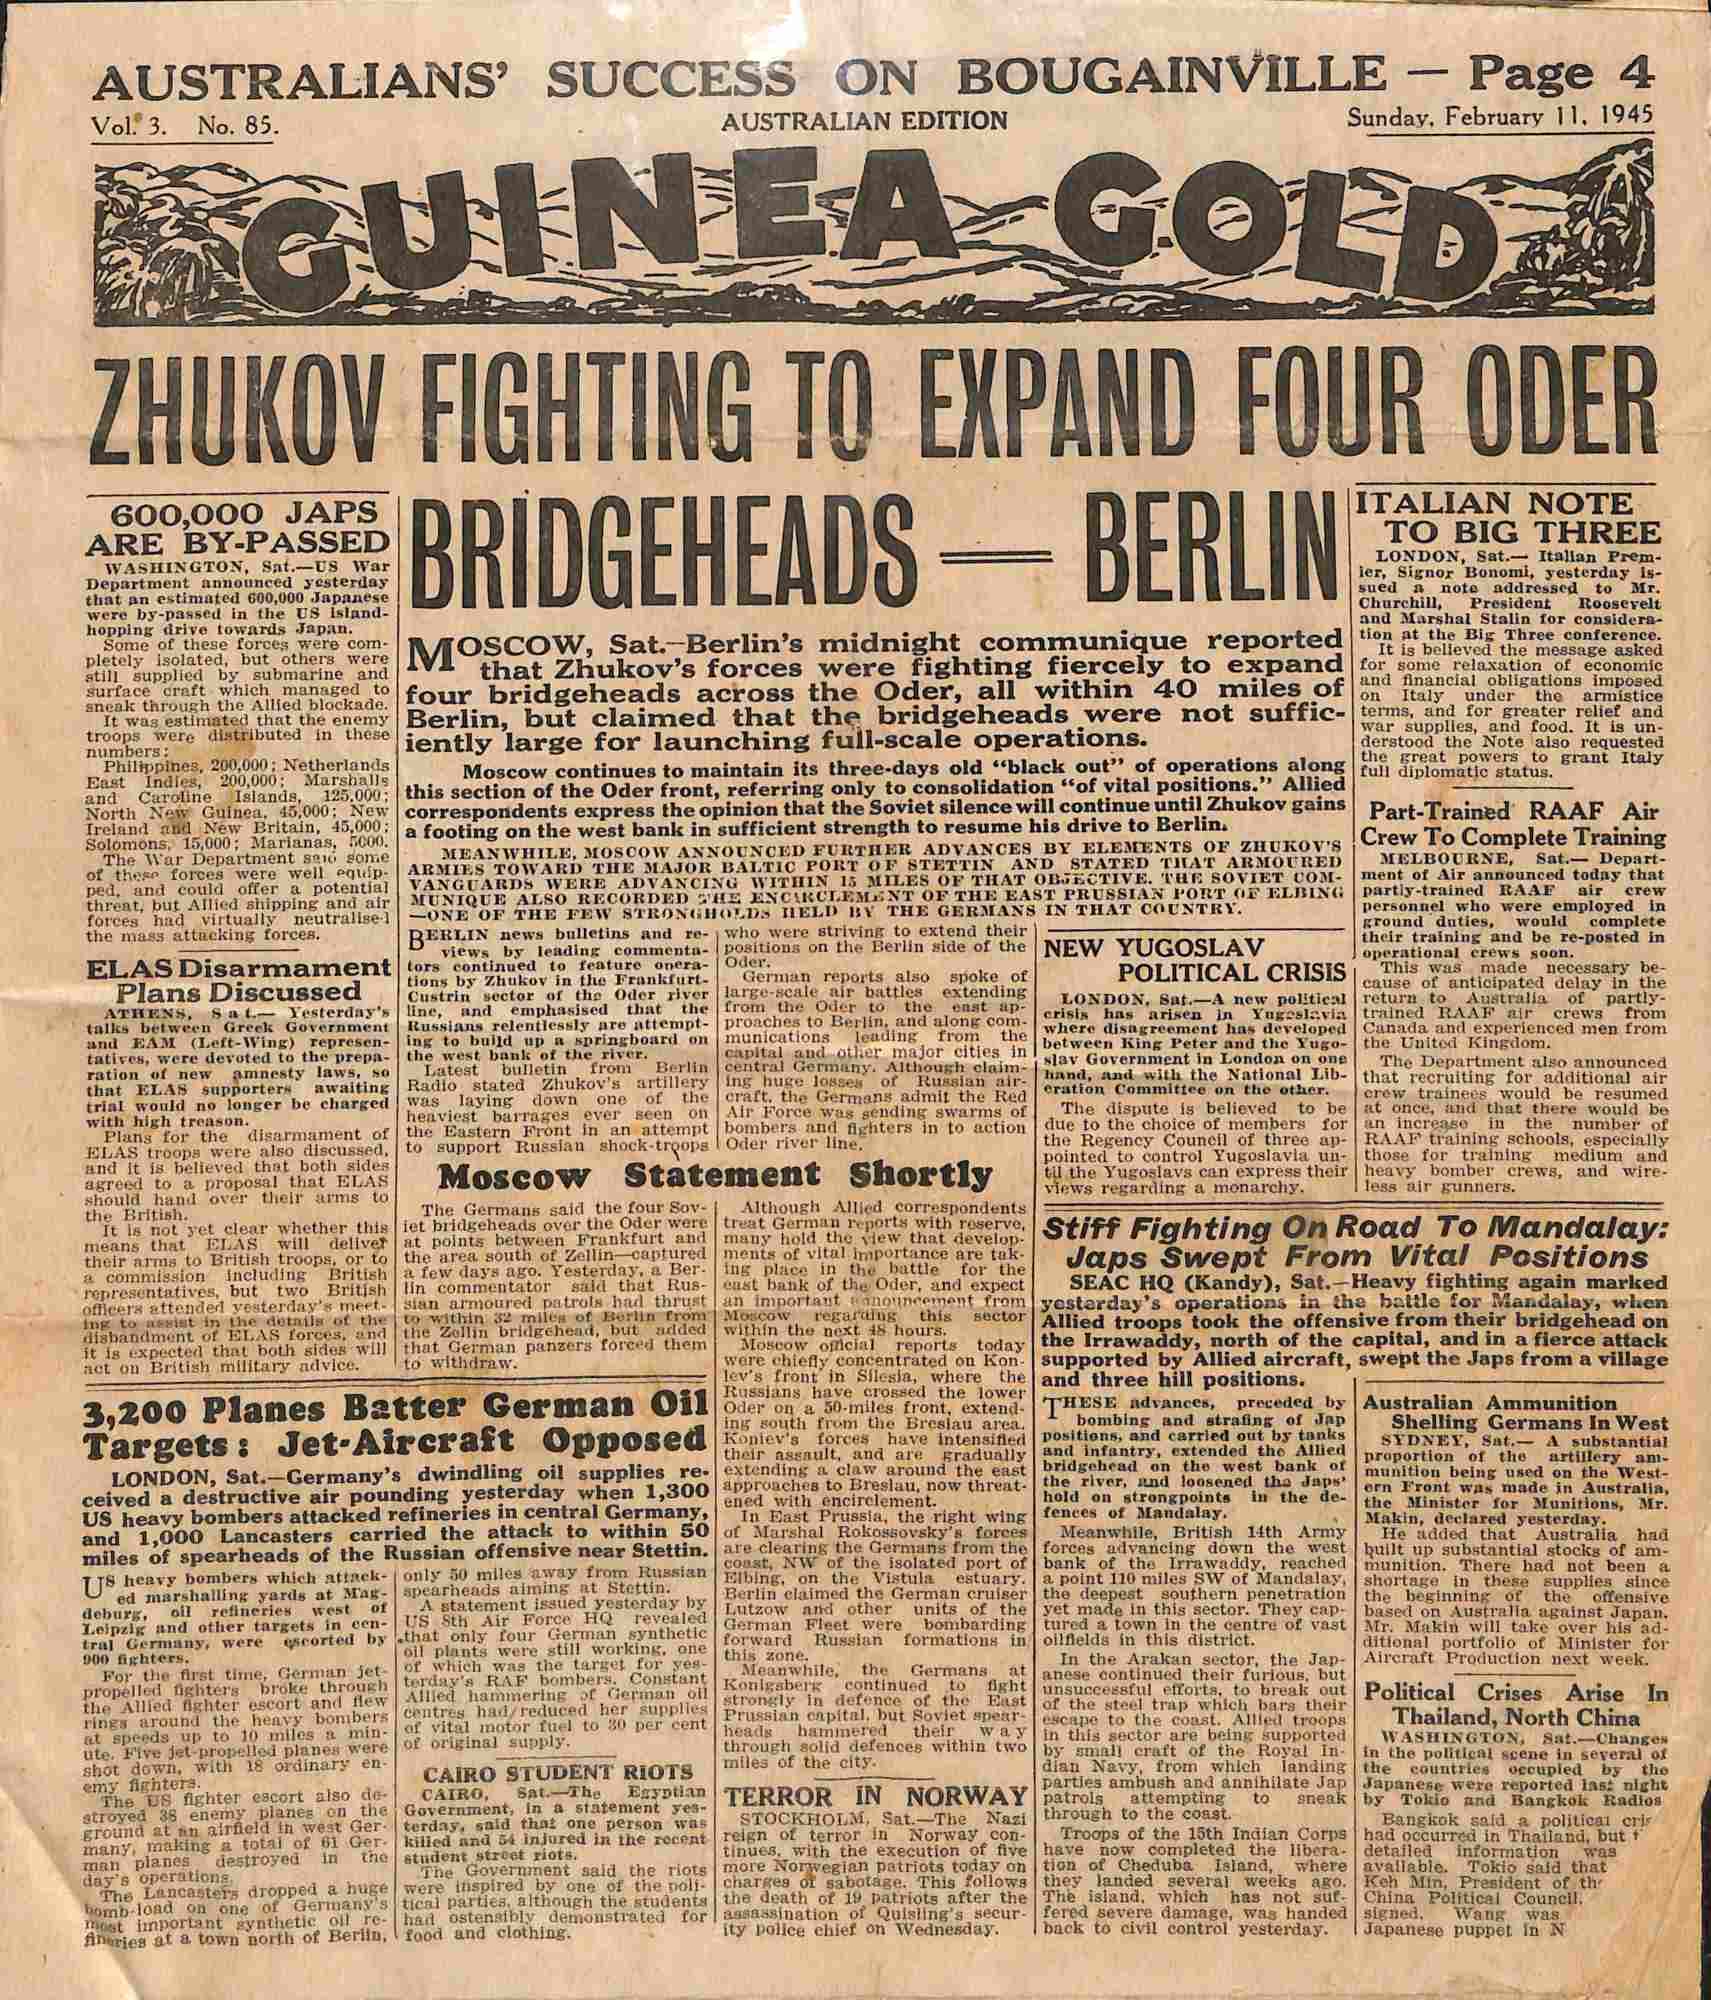 AUSTRALIANS' SUCCESS ON BOUGAINVILLE — Page 4
Vol. 3. No. 85.
AUSTRALIAN EDITION
Sunday, February 11, 1945
GUINEA GOLD
ZHUKOV FIGHTING TO EXPAND FOUR ODER
BRIDGEHEADS — BERLIN
600,000 JAPS
ARE BY-PASSED
WASHINGTON, Sat.—US War
Department announced yesterday
that an estimated 600,000 Japanese
were by-passed in the US island-
hopping drive towards Japan.
Some of these forces were com-
pletely isolated, but others were
still supplied by submarine and
surface craft which managed to
sneak through the Allied blockade.
It was estimated that the enemy
troops were distributed in these
numbers:
Philippines, 200,000; Netherlands
East Indies, 200,000; Marshalls
and Caroline Islands, 125,000;
North New Guinea, 45,000; New
Ireland and New Britain, 45,000;
Solomons, 15,000; Marianas, 5000.
The War Department said some
of these forces were well equip-
ped, and could offer a potential
threat, but Allied shipping and air
forces had virtually neutralised
the mass attacking forces.
ELAS Disarmament
Plans Discussed
ATHENS, Sat.— Yesterday's
talks between Greek Government
and EAM (Left-Wing) represen-
tatives, were devoted to the prepa-
ration of new amnesty laws, so
that ELAS supporters awaiting
trial would no longer be charged
with high treason.
Plans for the disarmament of
ELAS troops were also discussed,
and it is believed that both sides
agreed to a proposal that ELAS
should hand over their arms to
the British.
It is not yet clear whether this
means that ELAS will deliver
their arms to British troops, or to
a commission including British
representatives, but two British
officers attended yesterday's meet-
ing to assist in the details of the
disbandment of ELAS forces, and
it is expected that both sides will
act on British military advice.
MOSCOW, Sat.—Berlin's midnight communique reported
that Zhukov's forces were fighting fiercely to expand
four bridgeheads across the Oder, all within 40 miles of
Berlin, but claimed that the bridgeheads were not suffic-
iently large for launching full-scale operations.
Moscow continues to maintain its three-days old "black out" of operations along
this section of the Oder front, referring only to consolidation "of vital positions." Allied
correspondents express the opinion that the Soviet silence will continue until Zhukov gains
a footing on the west bank in sufficient strength to resume his drive to Berlin.
MEANWHILE, MOSCOW ANNOUNCED FURTHER ADVANCES BY ELEMENTS OF ZHUKOV'S
ARMIES TOWARD THE MAJOR BALTIC PORT OF STETTIN AND STATED THAT ARMOURED
VANGUARDS WERE ADVANCING WITHIN 15 MILES OF THAT OBJECTIVE. THE SOVIET COM-
MUNIQUE ALSO RECORDED THE ENCIRCLEMENT OF THE EAST PRUSSIAN PORT OF ELBING
—ONE OF THE FEW STRONGHOLDS HELD BY THE GERMANS IN THAT COUNTRY.
BERLIN news bulletins and re-
views by leading commenta-
tors continued to feature opera-
tions by Zhukov in the Frankfurt-
Custrin sector of the Oder river
line, and emphasised that the
Russians relentlessly are attempt-
ing to build up a springboard on
the west bank of the river.
Latest bulletin from Berlin
Radio stated Zhukov's artillery
was laying down one of the
heaviest barrages ever seen on
the Eastern Front in an attempt
to support Russian shock-troops
who were striving to extend their
positions on the Berlin side of the
Oder.
German reports also spoke of
large-scale air battles extending
from the Oder to the east ap-
proaches to Berlin, and along com-
munications leading from the
capital and other major cities in
central Germany. Although claim-
ing huge losses of Russian air-
craft, the Germans admit the Red
Air Force was sending swarms of
bombers and fighters in to action
Oder river line.
Moscow Statement Shortly
The Germans said the four Sov-
iet bridgeheads over the Oder were
at points between Frankfurt and
the area south of Zellin—captured
a few days ago. Yesterday, a Ber-
lin commentator said that Rus-
sian armoured patrols had thrust
to within 32 miles of Berlin from
the Zellin bridgehead, but added
that German panzers forced them
to withdraw.
Although Allied correspondents
treat German reports with reserve,
many hold the view that develop-
ments of vital importance are tak-
ing place in the battle for the
east bank of the Oder, and expect
an important announcement from
Moscow regarding this sector
within the next 48 hours.
Moscow official reports today
were chiefly concentrated on Kon-
iev's front in Silesia, where the
Russians have crossed the lower
Oder on a 50-miles front, extend-
ing south from the Breslau area.
Koniev's forces have intensified
their assault, and are gradually
extending a claw around the east
approaches to Breslau, now threat-
ened with encirclement.
In East Prussia, the right wing
of Marshal Rokossovsky's forces
are clearing the Germans from the
coast, NW of the isolated port of
Elbing, on the Vistula estuary.
Berlin claimed the German cruiser
Lutzow and other units of the
German Fleet were bombarding
forward Russian formations in
this zone.
Meanwhile, the Germans at
Konigsberg continued to fight
strongly in defence of the East
Prussian capital, but Soviet spear-
heads hammered their way
through solid defences within two
miles of the city.
TERROR IN NORWAY
STOCKHOLM, Sat.—The Nazi
reign of terror in Norway con-
tinues, with the execution of five
more Norwegian patriots today on
charges of sabotage. This follows
the death of 19 patriots after the
assassination of Quisling's secur-
ity police chief on Wednesday.
3,200 Planes Batter German Oil
Targets: Jet-Aircraft Opposed
LONDON, Sat.—Germany's dwindling oil supplies re-
ceived a destructive air pounding yesterday when 1,300
US heavy bombers attacked refineries in central Germany,
and 1,000 Lancasters carried the attack to within 50
miles of spearheads of the Russian offensive near Stettin.
US heavy bombers which attack-
ed marshalling yards at Mag-
deburg, oil refineries west of
Leipzig and other targets in cen-
tral Germany, were escorted by
900 fighters.
For the first time, German jet-
propelled fighters broke through
the Allied fighter escort and flew
rings around the heavy bombers
at speeds up to 10 miles a min-
ute. Five jet-propelled planes were
shot down, with 18 ordinary en-
emy fighters.
The US fighter escort also de-
stroyed 38 enemy planes on the
ground at an airfield in west Ger-
many, making a total of 61 Ger-
man planes destroyed in the
day's operations.
The Lancasters dropped a huge
bomb-load on one of Germany's
most important synthetic oil re-
fineries at a town north of Berlin,
only 50 miles away from Russian
spearheads aiming at Stettin.
A statement issued yesterday by
US 8th Air Force HQ revealed
that only four German synthetic
oil plants were still working, one
of which was the target for yes-
terday's RAF bombers. Constant
Allied hammering of German oil
centres had reduced her supplies
of vital motor fuel to 30 per cent
of original supply.
CAIRO STUDENT RIOTS
CAIRO, Sat.—The Egyptian
Government, in a statement yes-
terday, said that one person was
killed and 54 injured in the recent
student street riots.
The Government said the riots
were inspired by one of the poli-
tical parties, although the students
had ostensibly demonstrated for
food and clothing.
NEW YUGOSLAV
POLITICAL CRISIS
LONDON, Sat.—A new political
crisis has arisen in Yugoslavia
where disagreement has developed
between King Peter and the Yugo-
slav Government in London on one
hand, and with the National Lib-
eration Committee on the other.
The dispute is believed to be
due to the choice of members for
the Regency Council of three ap-
pointed to control Yugoslavia un-
til the Yugoslavs can express their
views regarding a monarchy.
ITALIAN NOTE
TO BIG THREE
LONDON, Sat.— Italian Prem-
ier, Signor Bonomi, yesterday is-
sued a note addressed to Mr.
Churchill, President Roosevelt
and Marshal Stalin for considera-
tion at the Big Three conference.
It is believed the message asked
for some relaxation of economic
and financial obligations imposed
on Italy under the armistice
terms, and for greater relief and
war supplies, and food. It is un-
derstood the Note also requested
the great powers to grant Italy
full diplomatic status.
Part-Trained RAAF Air
Crew To Complete Training
MELBOURNE, Sat.— Depart-
ment of Air announced today that
partly-trained RAAF air crew
personnel who were employed in
ground duties, would complete
their training and be re-posted in
operational crews soon.
This was made necessary be-
cause of anticipated delay in the
return to Australia of partly-
trained RAAF air crews from
Canada and experienced men from
the United Kingdom.
The Department also announced
that recruiting for additional air
crew trainees would be resumed
at once, and that there would be
an increase in the number of
RAAF training schools, especially
those for training medium and
heavy bomber crews, and wire-
less air gunners.
Stiff Fighting On Road To Mandalay:
Japs Swept From Vital Positions
SEAC HQ (Kandy), Sat.—Heavy fighting again marked
yesterday's operations in the battle for Mandalay, when
Allied troops took the offensive from their bridgehead on
the Irrawaddy, north of the capital, and in a fierce attack
supported by Allied aircraft, swept the Japs from a village
and three hill positions.
THESE advances, preceded by
bombing and strafing of Jap
positions, and carried out by tanks
and infantry, extended the Allied
bridgehead on the west bank of
the river, and loosened the Japs'
hold on strongpoints in the de-
fences of Mandalay.
Meanwhile, British 14th Army
forces advancing down the west
bank of the Irrawaddy, reached
a point 110 miles SW of Mandalay,
the deepest southern penetration
yet made in this sector. They cap-
tured a town in the centre of vast
oilfields in this district.
In the Arakan sector, the Jap-
anese continued their furious, but
unsuccessful efforts, to break out
of the steel trap which bars their
escape to the coast. Allied troops
in this sector are being supported
by small craft of the Royal In-
dian Navy, from which landing
parties ambush and annihilate Jap
patrols attempting to sneak
through to the coast.
Troops of the 15th Indian Corps
have now completed the libera-
tion of Cheduba Island, where
they landed several weeks ago.
The island, which has not suf-
fered severe damage, was handed
back to civil control yesterday.
Australian Ammunition
Shelling Germans In West
SYDNEY, Sat.— A substantial
proportion of the artillery am-
munition being used on the West-
ern Front was made in Australia,
the Minister for Munitions, Mr.
Makin, declared yesterday.
He added that Australia had
built up substantial stocks of am-
munition. There had not been a
shortage in these supplies since
the beginning of the offensive
based on Australia against Japan.
Mr. Makin will take over his ad-
ditional portfolio of Minister for
Aircraft Production next week.
Political Crises Arise In
Thailand, North China
WASHINGTON, Sat.—Changes
in the political scene in several of
the countries occupied by the
Japanese were reported last night
by Tokio and Bangkok Radios
Bangkok said a political
had occurred in Thailand, but
detailed information was
available. Tokio said that
Keh Min, President of
China Political Council,
signed. Wang was
Japanese puppet in N